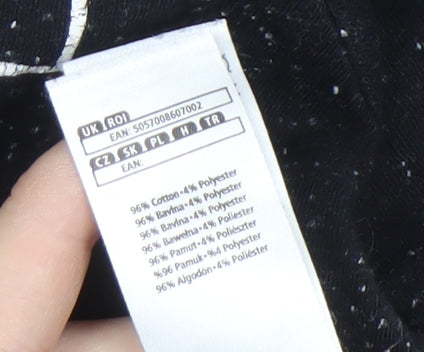 UK ROI
EAN: 5057008607002
CZ SK PL H TR
EAN:
96% Cotton•4% Polyester
96% Bavlna•4% Polyester
96% Bavlna•4% Polyester
96% Bawełna•4% Poliester
96% Pamut•4% Poliészter
%96 Pamuk•%4 Polyester
96% Algodón•4% Poliéster